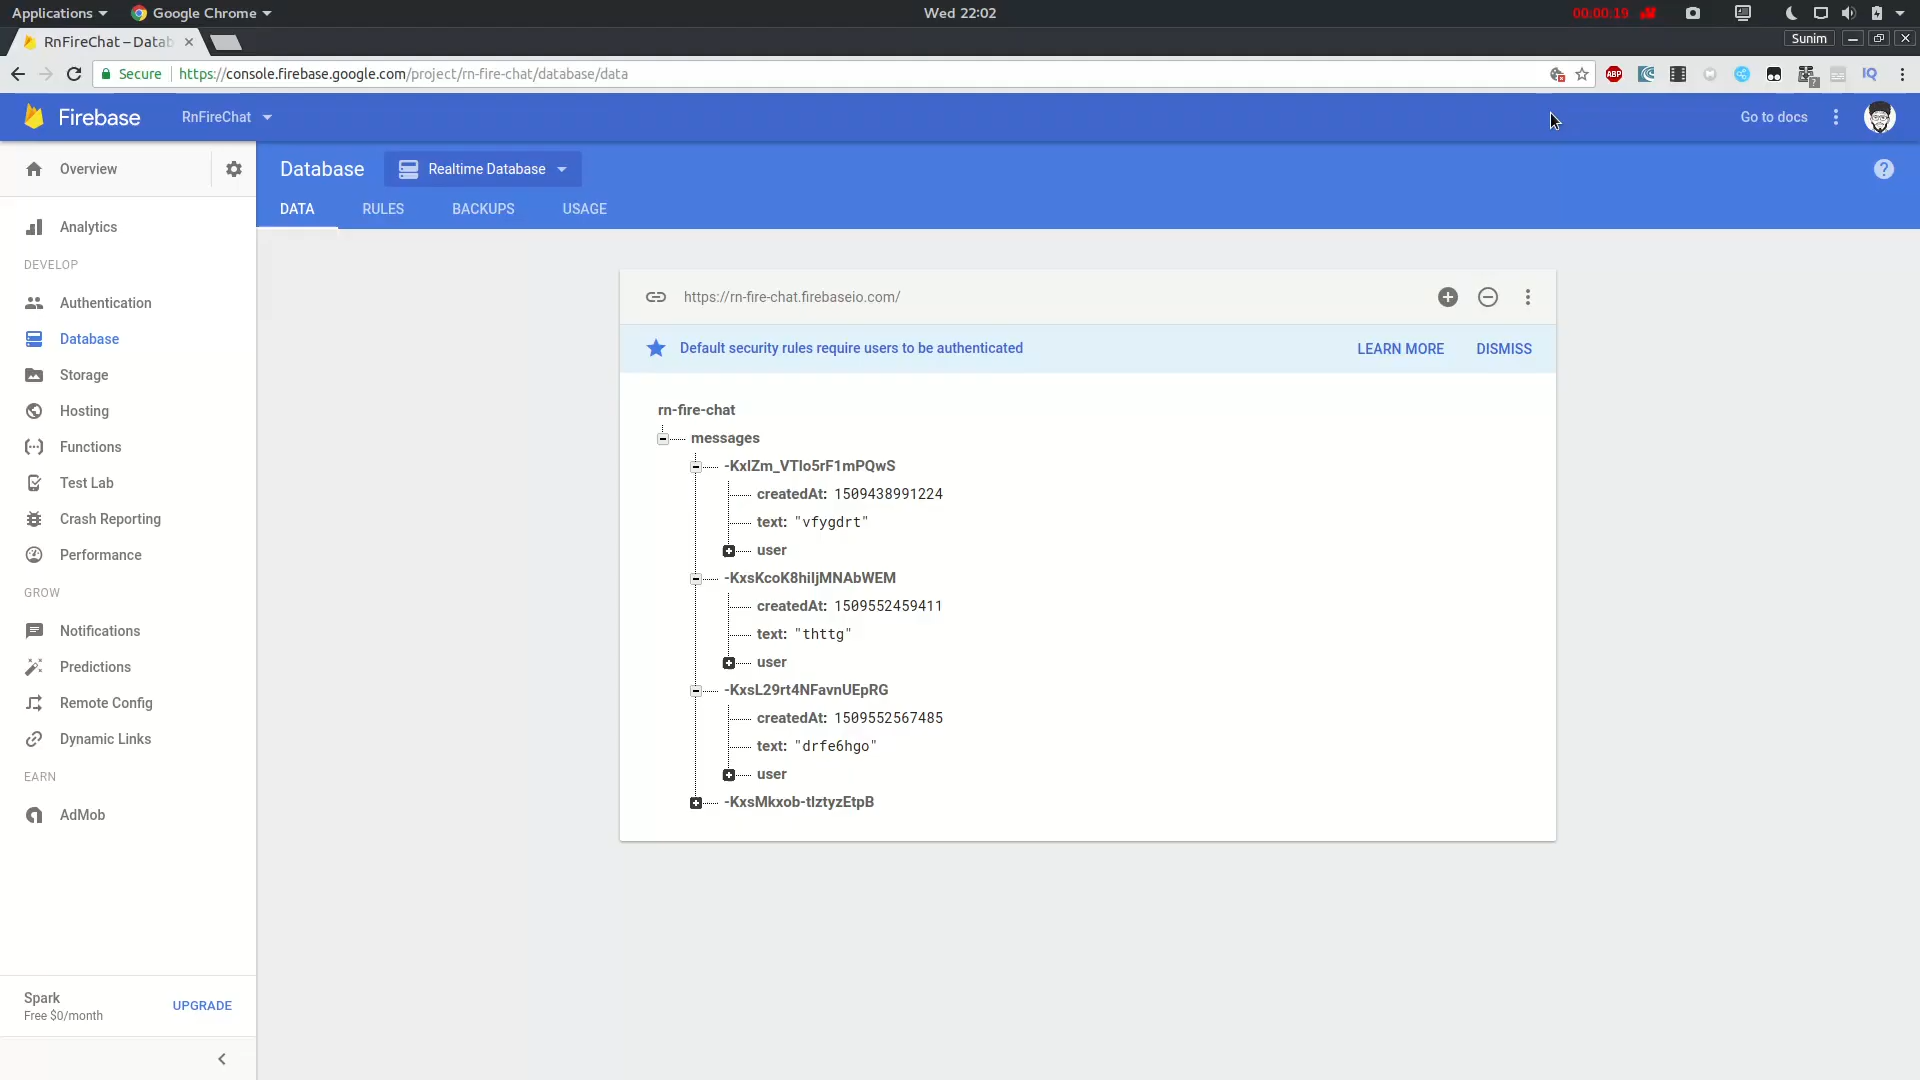 Applications
Google Chrome
Wed 22:02
00:00:19
RnFireChat – Datab
Sunim
Secure
https://console.firebase.google.com/project/rn-fire-chat/database/data
ABP
IQ
Firebase
RnFireChat
Go to docs
Overview
Database
Realtime Database
DATA
RULES
BACKUPS
USAGE
Analytics
DEVELOP
Authentication
Database
Storage
Hosting
Functions
Test Lab
Crash Reporting
Performance
GROW
Notifications
Predictions
Remote Config
Dynamic Links
EARN
AdMob
Spark
Free $0/month
UPGRADE
https://rn-fire-chat.firebaseio.com/
Default security rules require users to be authenticated
LEARN MORE
DISMISS
rn-fire-chat
messages
-KxlZm_VTlo5rF1mPQwS
createdAt: 1509438991224
text: "vfygdrt"
user
-KxsKcoK8hiljMNAbWEM
createdAt: 1509552459411
text: "thttg"
user
-KxsL29rt4NFavnUEpRG
createdAt: 1509552567485
text: "drfe6hgo"
user
-KxsMkxob-tlztyzEtpB